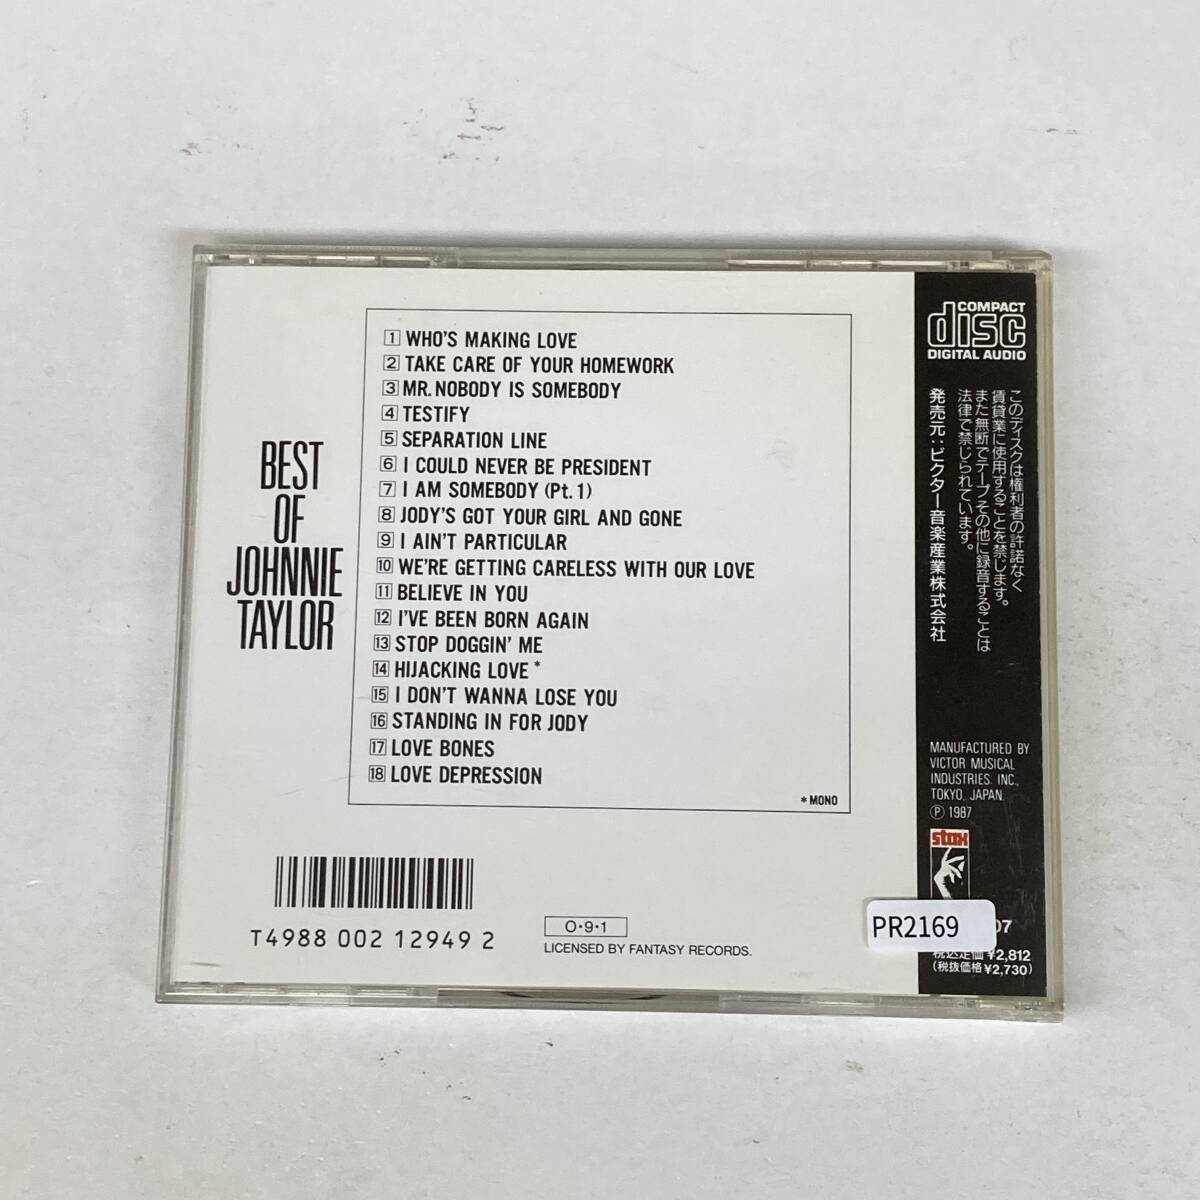 BEST
OF
JOHNNIE
TAYLOR
1 WHO'S MAKING LOVE
2 TAKE CARE OF YOUR HOMEWORK
3 MR. NOBODY IS SOMEBODY
4 TESTIFY
5 SEPARATION LINE
6 I COULD NEVER BE PRESIDENT
7 I AM SOMEBODY (Pt. 1)
8 JODY'S GOT YOUR GIRL AND GONE
9 I AIN'T PARTICULAR
10 WE'RE GETTING CARELESS WITH OUR LOVE
11 BELIEVE IN YOU
12 I'VE BEEN BORN AGAIN
13 STOP DOGGIN' ME
14 HIJACKING LOVE *
15 I DON'T WANNA LOSE YOU
16 STANDING IN FOR JODY
17 LOVE BONES
18 LOVE DEPRESSION
* MONO
T4988 002 12949 2
O·9·1
LICENSED BY FANTASY RECORDS.
COMPACT
disc
DIGITAL AUDIO
このディスクは権利者の許諾なく
賃貸業に使用することを禁じます。
また無断でテープその他に録音することは
法律で禁じられています。
発売元:ビクター音楽産業株式会社
MANUFACTURED BY
VICTOR MUSICAL
INDUSTRIES. INC.,
TOKYO, JAPAN.
℗ 1987
stax
PR2169
07
税込定価¥2,812
(税抜価格¥2,730)